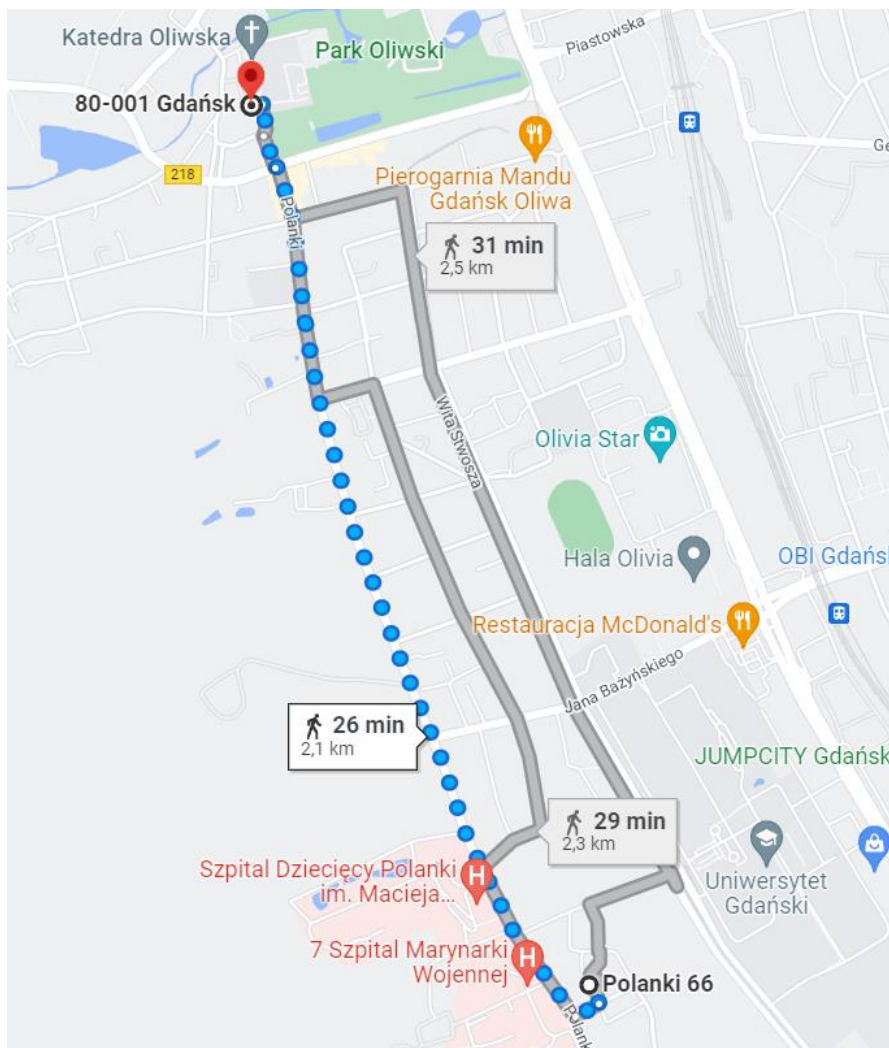 Katedra Oliwska
Park Oliwski
Piastowska
80-001 Gdańsk
218
Pierogarnia Mandu
Gdańsk Oliwa
Ge
Polanki
31 min
2,5 km
Wita Stwosza
Olivia Star
Hala Olivia
OBI Gdańsk
Restauracja McDonald's
Jana Bażyńskiego
26 min
2,1 km
JUMPCITY Gdańsk
29 min
2,3 km
Szpital Dziecięcy Polanki
im. Macieja...
H
Uniwersytet
Gdański
7 Szpital Marynarki
Wojennej
H
Polanki 66
Polanki